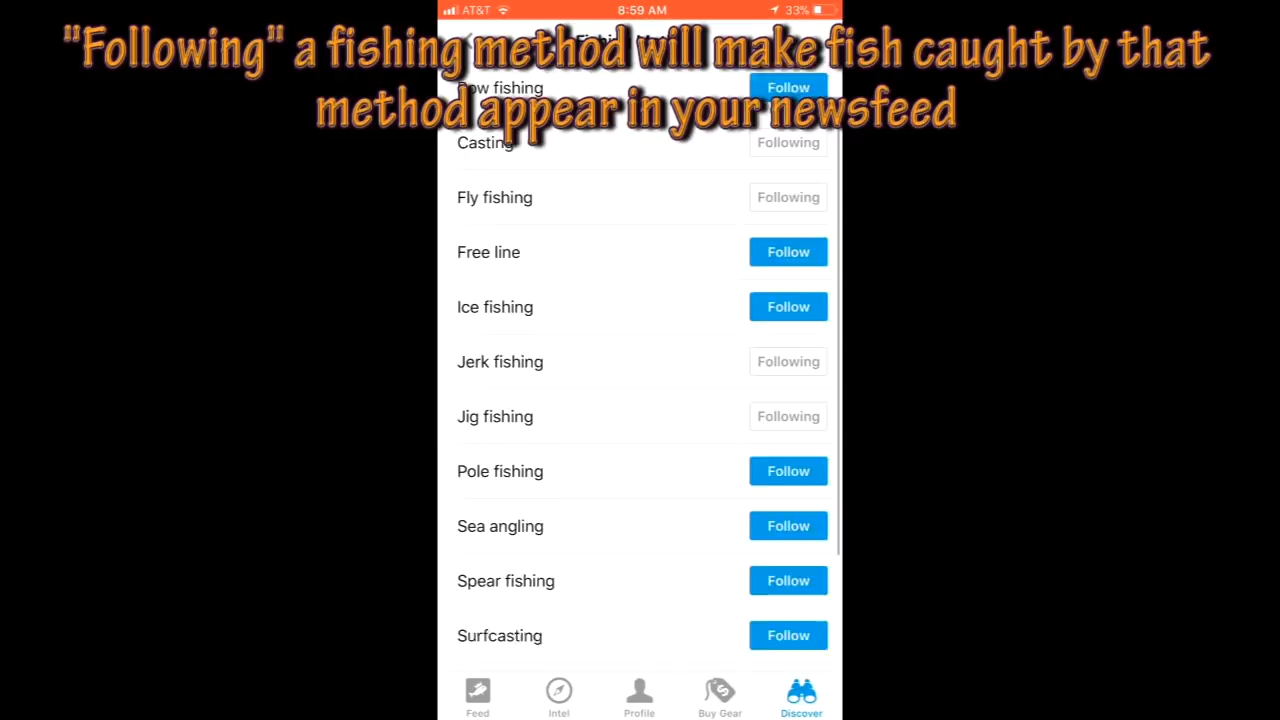 AT&T 8:59 AM 33%
"Following" a fishing method will make fish caught by that
method appear in your newsfeed
Bow fishing Follow
Casting Following
Fly fishing Following
Free line Follow
Ice fishing Follow
Jerk fishing Following
Jig fishing Following
Pole fishing Follow
Sea angling Follow
Spear fishing Follow
Surfcasting Follow
Feed Intel Profile Buy Gear Discover